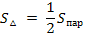 S▵ = 1/2 Sпар